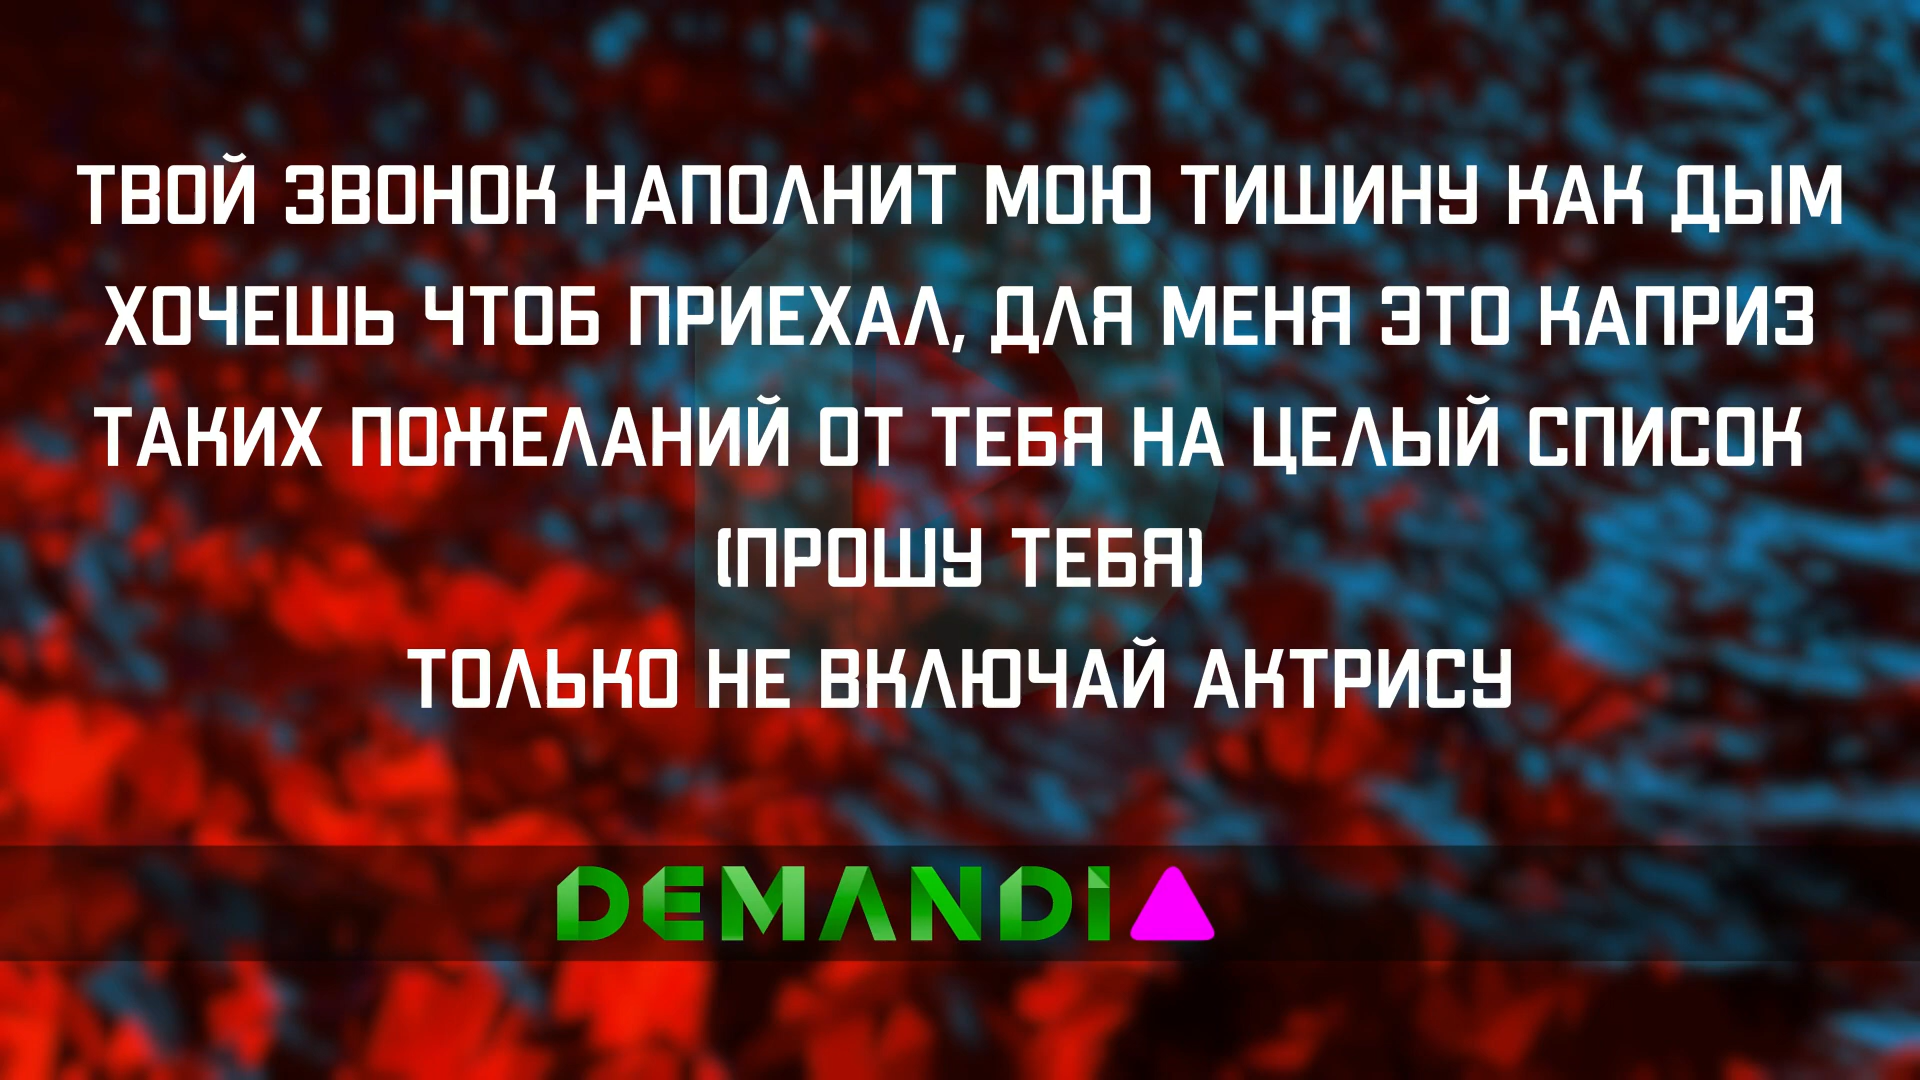 ТВОЙ ЗВОНОК НАПОЛНИТ МОЮ ТИШИНУ КАК ДЫМ
ХОЧЕШЬ ЧТОБ ПРИЕХАЛ, ДЛЯ МЕНЯ ЭТО КАПРИЗ
ТАКИХ ПОЖЕЛАНИЙ ОТ ТЕБЯ НА ЦЕЛЫЙ СПИСОК
(ПРОШУ ТЕБЯ)
ТОЛЬКО НЕ ВКЛЮЧАЙ АКТРИСУ
DEMANDi